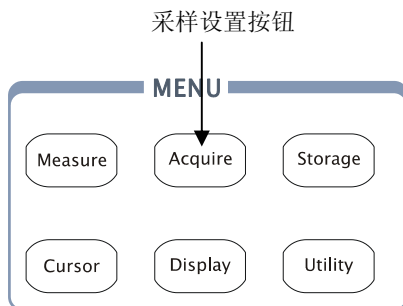 采样设置按钮
MENU
Measure Acquire Storage
Cursor Display Utility